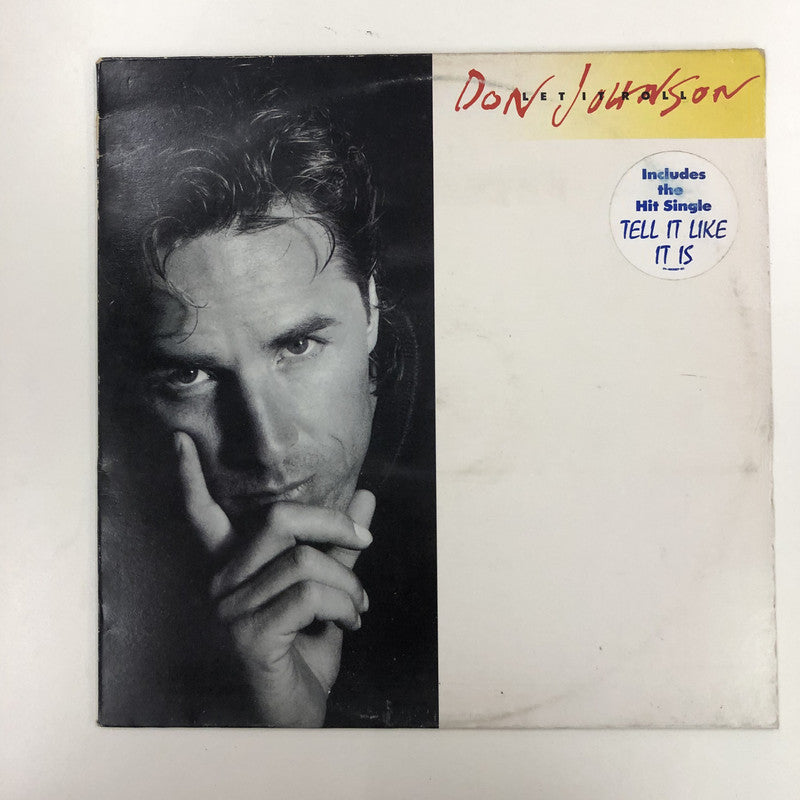 DON JOHNSON
LET IT ROLL
Includes
the
Hit Single
TELL IT LIKE
IT IS